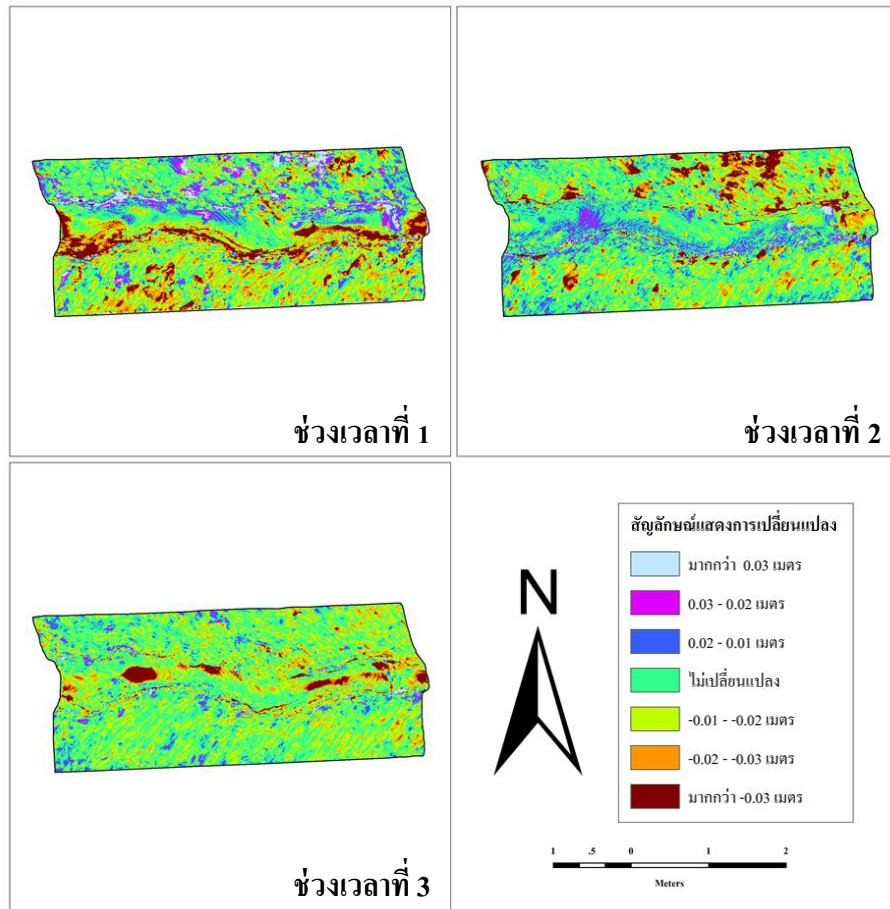 ช่วงเวลาที่ 1
ช่วงเวลาที่ 2
ช่วงเวลาที่ 3
N
สัญลักษณ์แสดงการเปลี่ยนแปลง
มากกว่า 0.03 เมตร
0.03 - 0.02 เมตร
0.02 - 0.01 เมตร
ไม่เปลี่ยนแปลง
-0.01 - -0.02 เมตร
-0.02 - -0.03 เมตร
มากกว่า -0.03 เมตร
1 .5 0 1 2
Meters